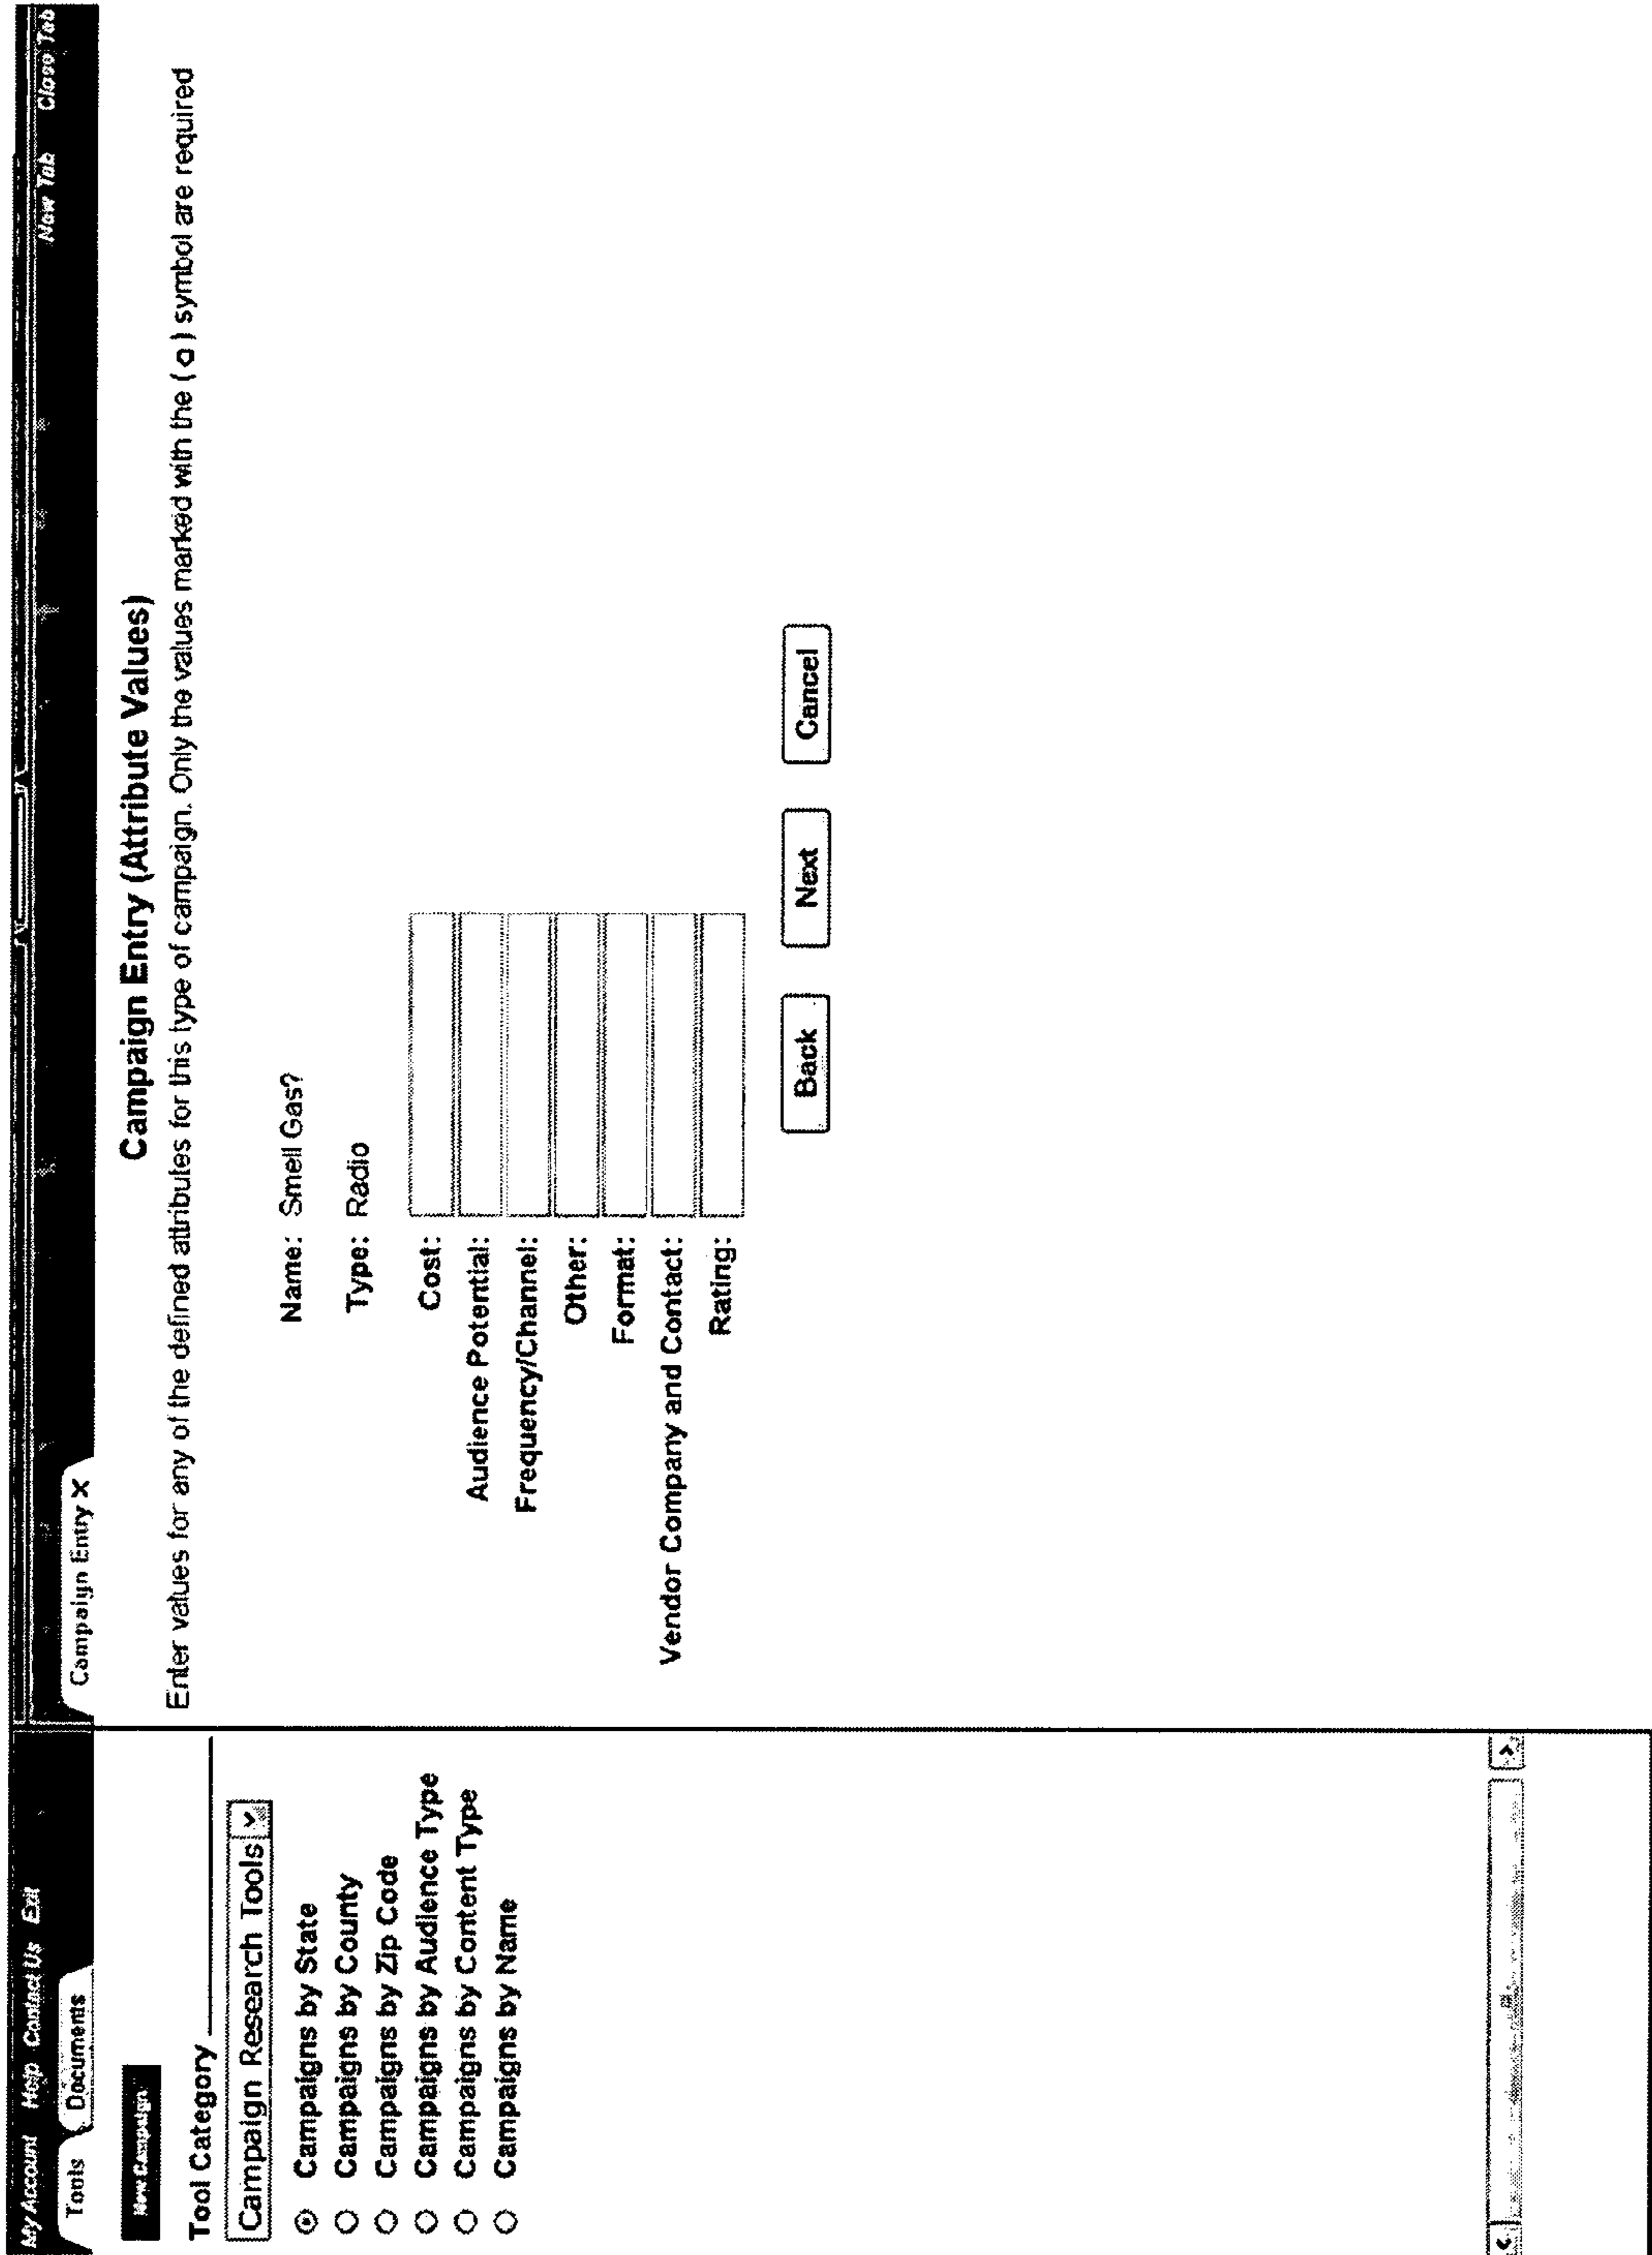 My Account Help Contact Us Exit
New Tab Close Tab
Tools Documents
Campaign Entry X
New Campaign
Tool Category
Campaign Research Tools
Campaigns by State
Campaigns by County
Campaigns by Zip Code
Campaigns by Audience Type
Campaigns by Content Type
Campaigns by Name
Campaign Entry (Attribute Values)
Enter values for any of the defined attributes for this type of campaign. Only the values marked with the ( o ) symbol are required
Name: Smell Gas?
Type: Radio
Cost:
Audience Potential:
Frequency/Channel:
Other:
Format:
Vendor Company and Contact:
Rating:
Back Next Cancel